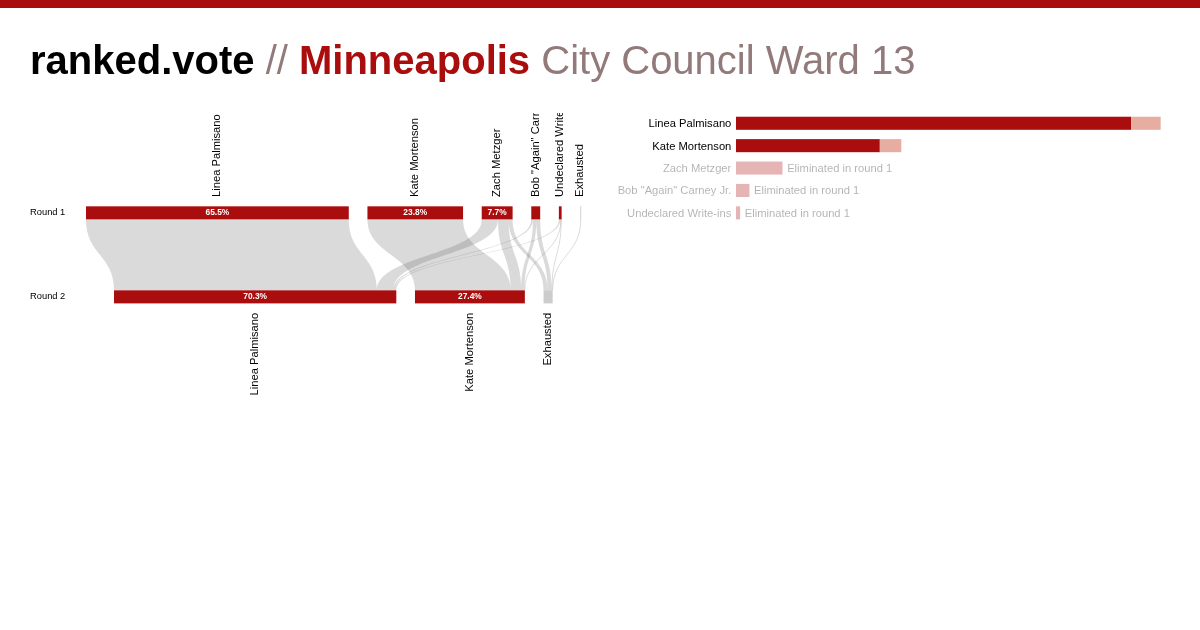 ranked.vote // Minneapolis City Council Ward 13
Linea Palmisano
Kate Mortenson
Zach Metzger
Bob "Again" Carr
Undeclared Write
Exhausted
Round 1
65.5%
23.8%
7.7%
Round 2
70.3%
27.4%
Linea Palmisano
Kate Mortenson
Exhausted
Linea Palmisano
Kate Mortenson
Zach Metzger Eliminated in round 1
Bob "Again" Carney Jr. Eliminated in round 1
Undeclared Write-ins Eliminated in round 1